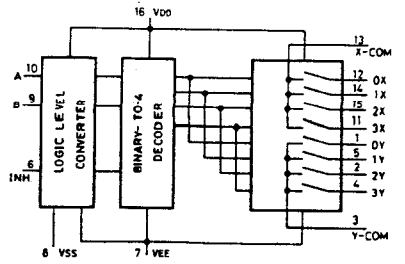 16 VDD
13
X-COM
A 10
B 9
INH 6
LOGIC LEVEL CONVERTER
BINARY-TO-4 DECODER
12 0X
14 1X
15 2X
11 3X
1 0Y
5 1Y
2 2Y
4 3Y
3
Y-COM
8 VSS
7 VEE